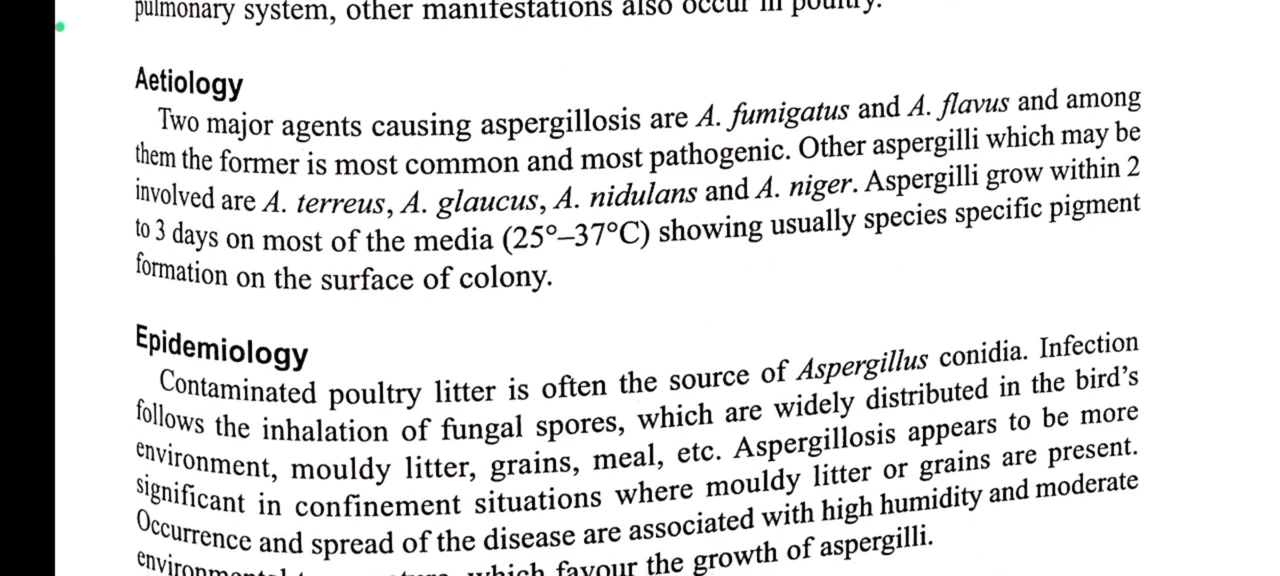 pulmonary system, other manifestations also occur in poultry.
Aetiology
Two major agents causing aspergillosis are A. fumigatus and A. flavus and among
them the former is most common and most pathogenic. Other aspergilli which may be
involved are A. terreus, A. glaucus, A. nidulans and A. niger. Aspergilli grow within 2
to 3 days on most of the media (25°–37°C) showing usually species specific pigment
formation on the surface of colony.
Epidemiology
Contaminated poultry litter is often the source of Aspergillus conidia. Infection
follows the inhalation of fungal spores, which are widely distributed in the bird's
environment, mouldy litter, grains, meal, etc. Aspergillosis appears to be more
significant in confinement situations where mouldy litter or grains are present.
Occurrence and spread of the disease are associated with high humidity and moderate
which favour the growth of aspergilli.